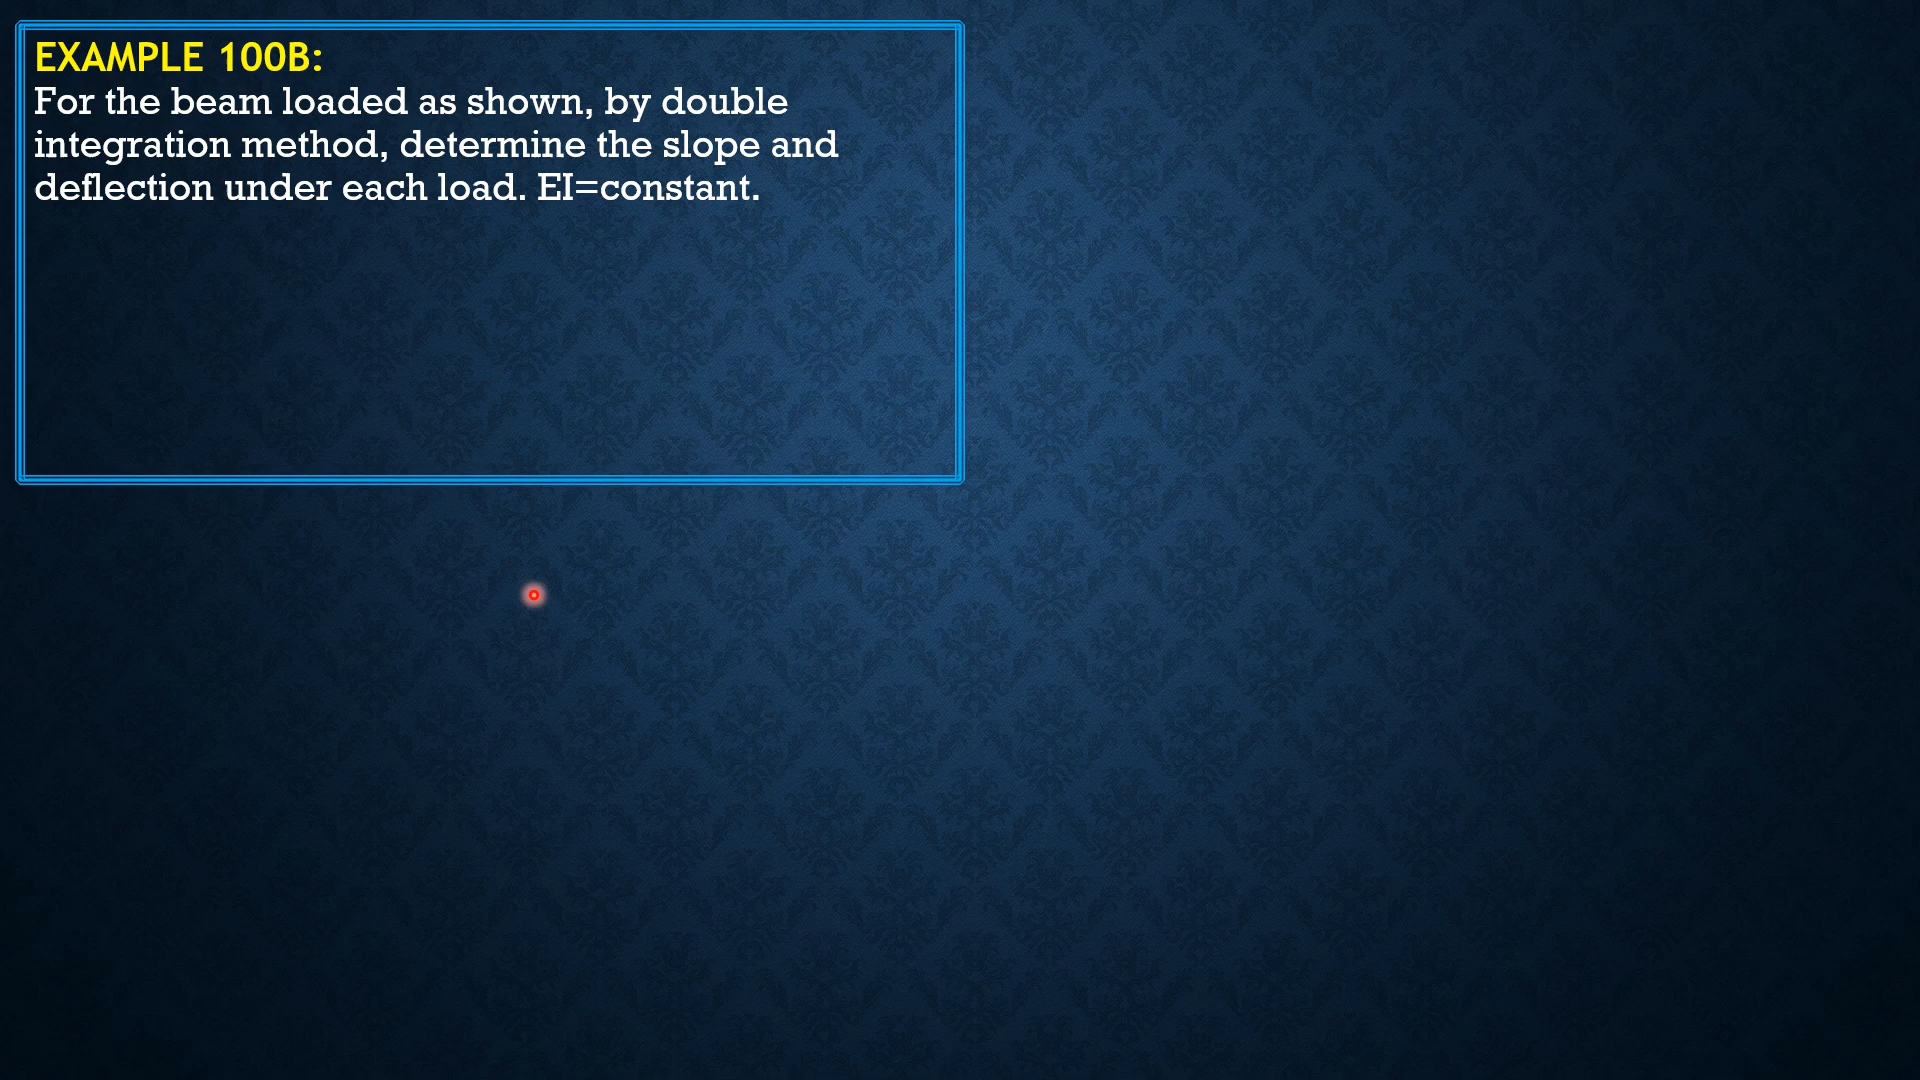 EXAMPLE 100B:
For the beam loaded as shown, by double
integration method, determine the slope and
deflection under each load. EI=constant.